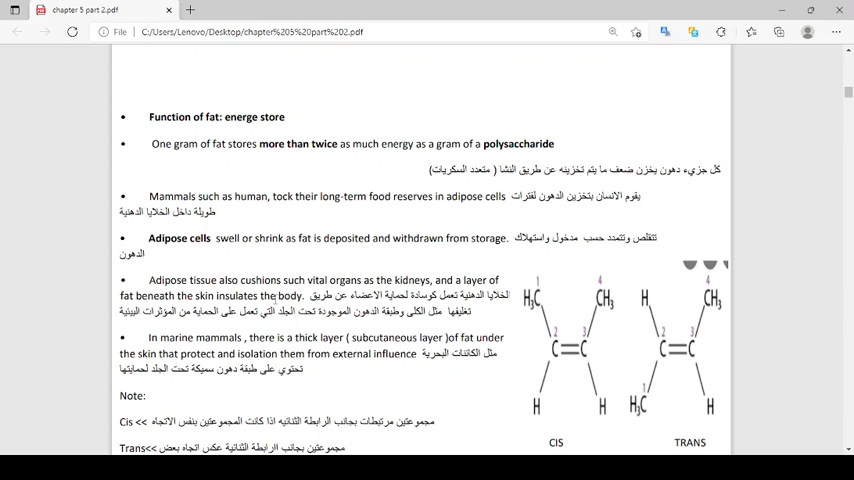 chapter 5 part 2.pdf
File C:/Users/Lenovo/Desktop/chapter%205%20part%202.pdf
• Function of fat: energe store
• One gram of fat stores more than twice as much energy as a gram of a polysaccharide
كل جزيء دهون يخزن ضعف ما يتم تخزينه عن طريق النشا ( متعدد السكريات)
• Mammals such as human, tock their long-term food reserves in adipose cells يقوم الانسان بتخزين الدهون لفترات
طويلة داخل الخلايا الدهنية
• Adipose cells swell or shrink as fat is deposited and withdrawn from storage. تتقلص وتتمدد حسب مدخول واستهلاك
الدهون
• Adipose tissue also cushions such vital organs as the kidneys, and a layer of
fat beneath the skin insulates the body. الخلايا الدهنية تعمل كوسادة لحماية الاعضاء عن طريق
تغليفها مثل الكلى وطبقة الدهون الموجودة تحت الجلد التي تعمل على الحماية من المؤثرات البيئية
• In marine mammals , there is a thick layer ( subcutaneous layer )of fat under
the skin that protect and isolation them from external influence مثل الكائنات البحرية
تحتوي على طبقة دهون سميكة تحت الجلد لحمايتها
Note:
Cis << مجموعتين مرتبطات بجانب الرابطة الثنائيه اذا كانت المجموعتين بنفس الاتجاه
Trans<< مجموعتين بجانب اارابطة الثنائية عكس اتجاه بعض
1 4
H₃C CH₃ H CH₃
2 3 2 3
C C C C
1
H H H₃C H
CIS TRANS